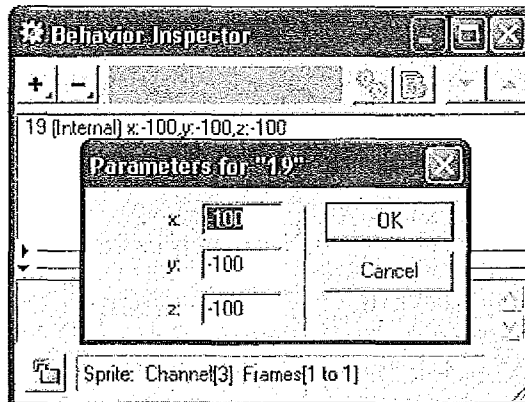 Behavior Inspector
19 (Internal) x:-100,y:-100,z:-100
Parameters for "19"
x: -100
OK
y: -100
Cancel
z: -100
Sprite: Channel[3] Frames[1 to 1]